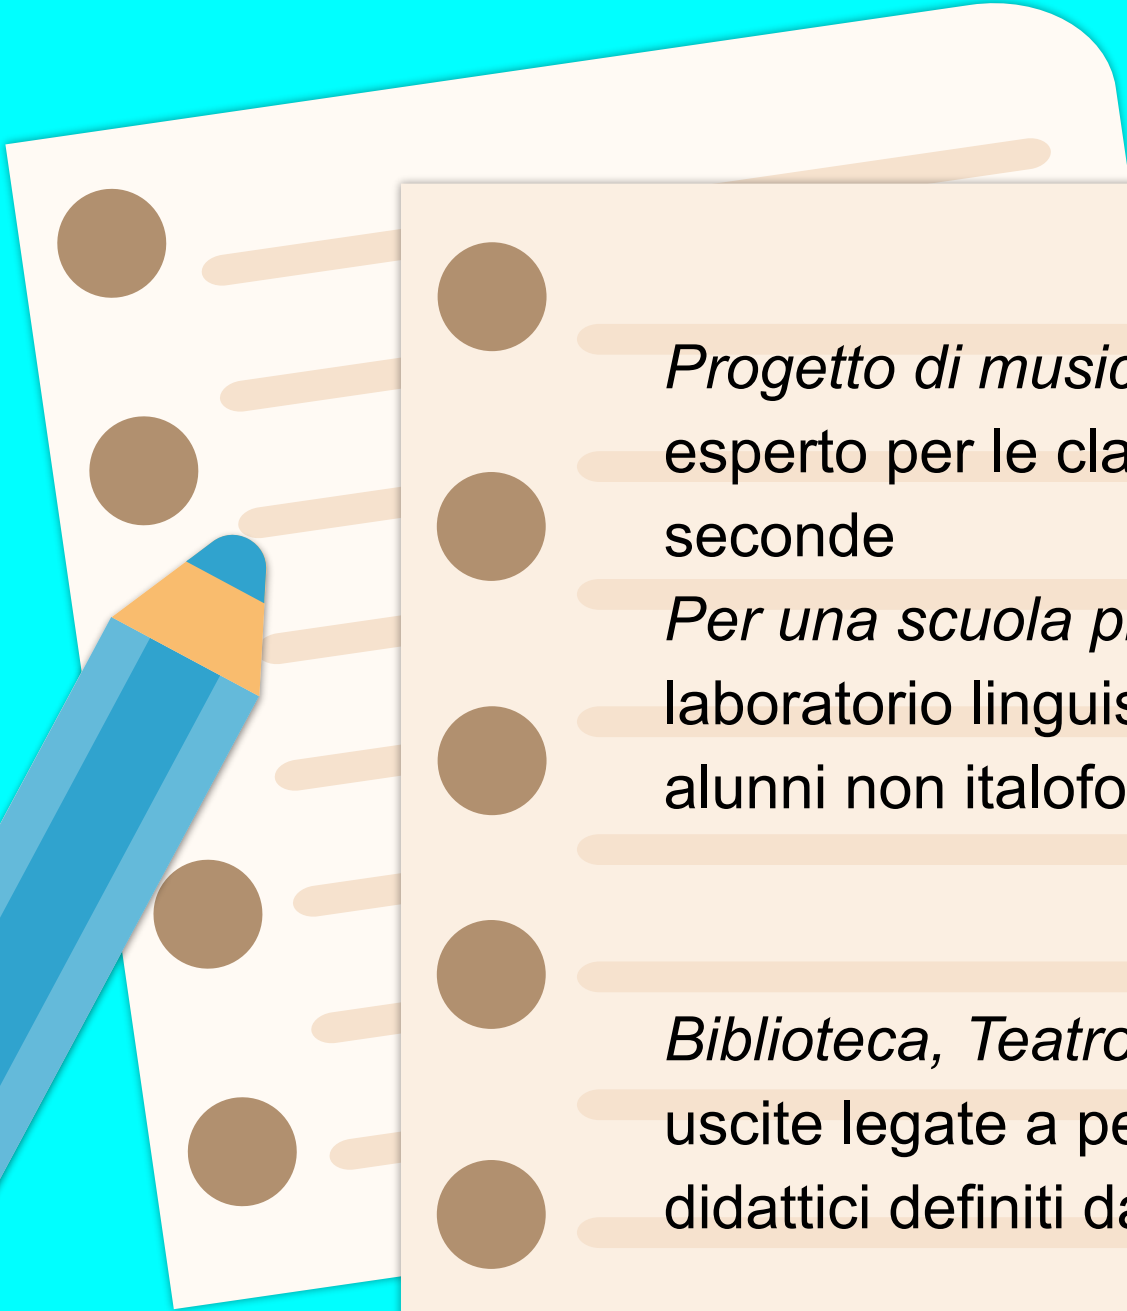 Progetto di music
esperto per le cla
seconde
Per una scuola p
laboratorio linguis
alunni non italofo
Biblioteca, Teatro
uscite legate a pe
didattici definiti da